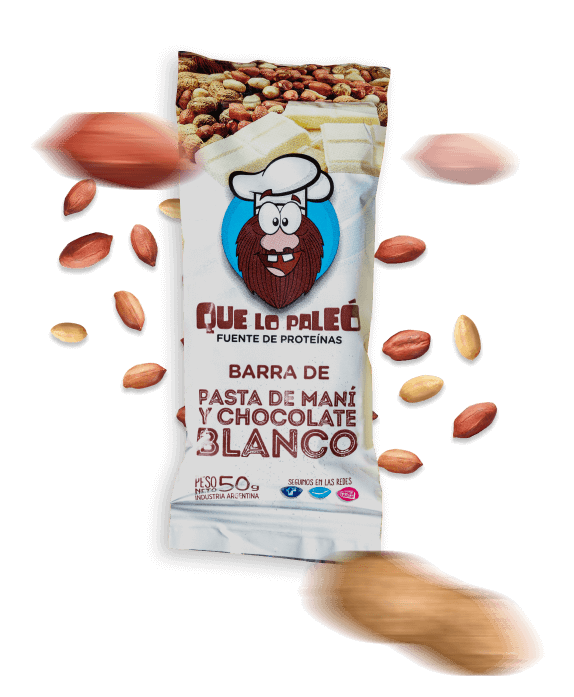 QUE LO PALEÓ
FUENTE DE PROTEÍNAS
BARRA DE
PASTA DE MANÍ
Y CHOCOLATE
BLANCO
PESO NETO 50g
INDUSTRIA ARGENTINA
SEGUINOS EN LAS REDES